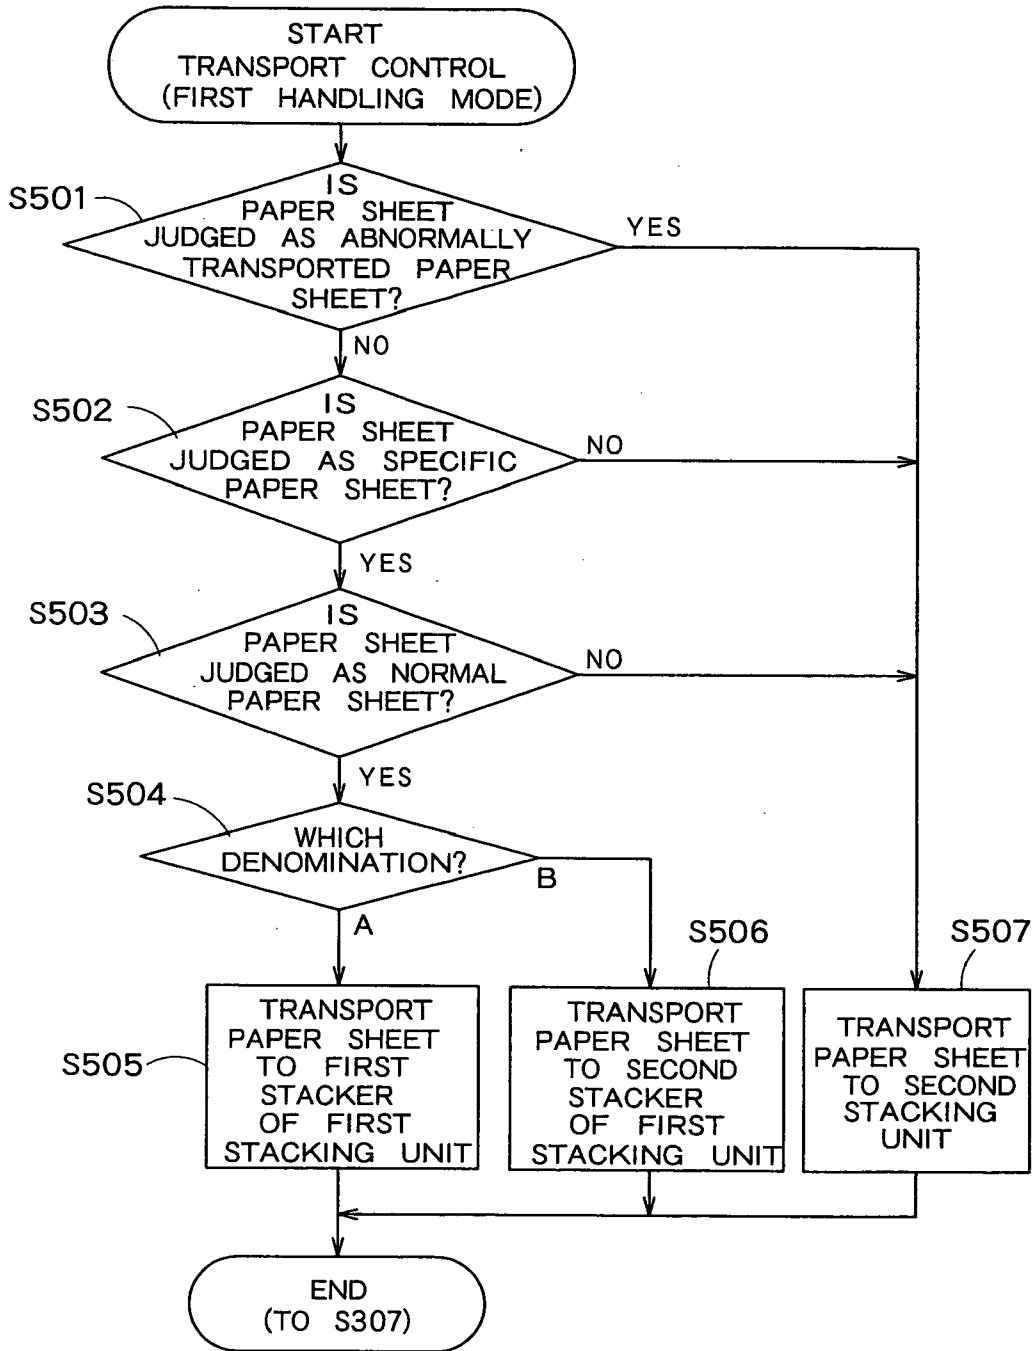 START
TRANSPORT CONTROL
(FIRST HANDLING MODE)
S501
IS
PAPER SHEET
JUDGED AS ABNORMALLY
TRANSPORTED PAPER
SHEET?
YES
NO
S502
IS
PAPER SHEET
JUDGED AS SPECIFIC
PAPER SHEET?
NO
YES
S503
IS
PAPER SHEET
JUDGED AS NORMAL
PAPER SHEET?
NO
YES
S504
WHICH
DENOMINATION?
B
A
S505
TRANSPORT
PAPER SHEET
TO FIRST
STACKER
OF FIRST
STACKING UNIT
S506
TRANSPORT
PAPER SHEET
TO SECOND
STACKER
OF FIRST
STACKING UNIT
S507
TRANSPORT
PAPER SHEET
TO SECOND
STACKING
UNIT
END
(TO S307)